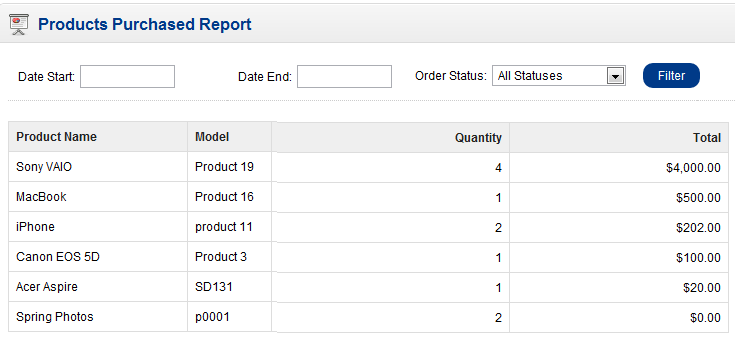 Products Purchased Report
Date Start: Date End: Order Status: All Statuses Filter
Product Name Model Quantity Total
Sony VAIO Product 19 4 $4,000.00
MacBook Product 16 1 $500.00
iPhone product 11 2 $202.00
Canon EOS 5D Product 3 1 $100.00
Acer Aspire SD131 1 $20.00
Spring Photos p0001 2 $0.00